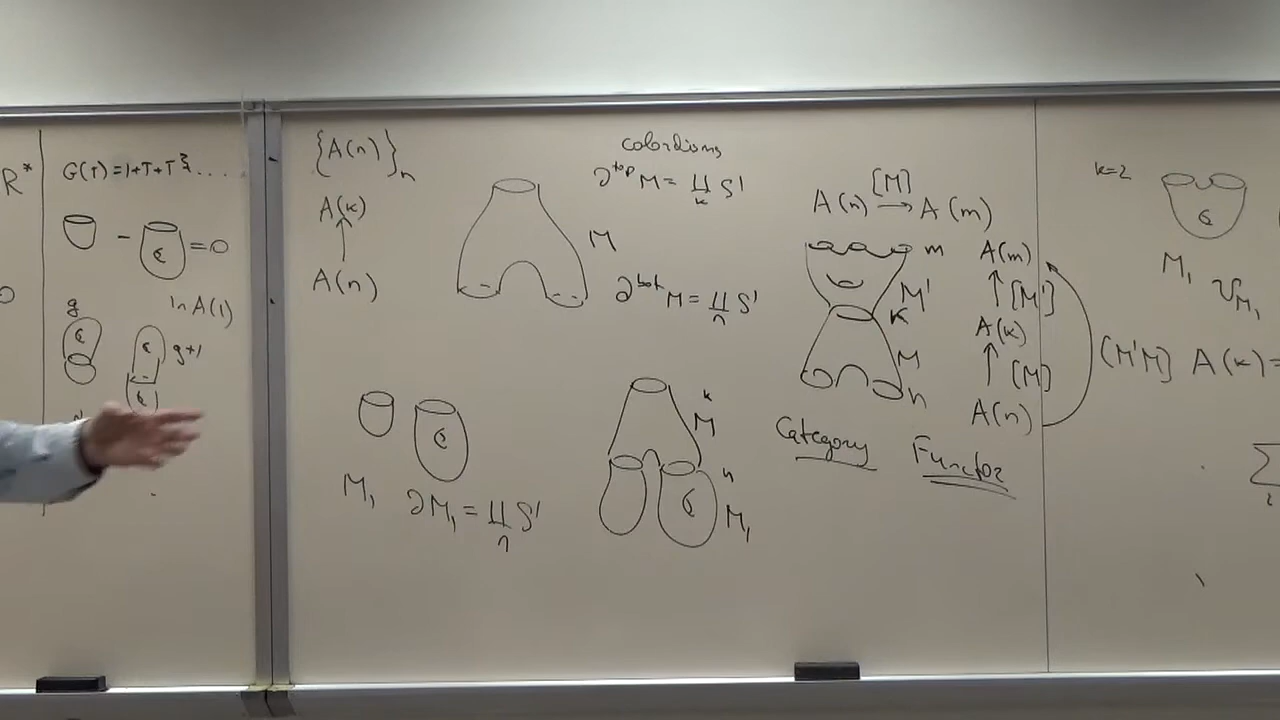 R*
G(T)=1+T+T²....
- =0
g
In A(1)
g+1
{A(n)}ₙ
A(k)
↑
A(n)
M
cobordisms
∂ᵗᵒᵖ M = ⨿ₖ S¹
∂ᵇᵒᵗ M = ⨿ₙ S¹
M₁ ∂M₁ = ⨿ₙ S¹
k
M
n
M₁
[M]
A(n) → A(m)
m
M'
k
M
n
A(m)
↑ [M']
A(k)
↑ [M]
A(n)
[M'M]
Category Functor
k=2
M₁
υ_M₁
A(k)=
Σ
i